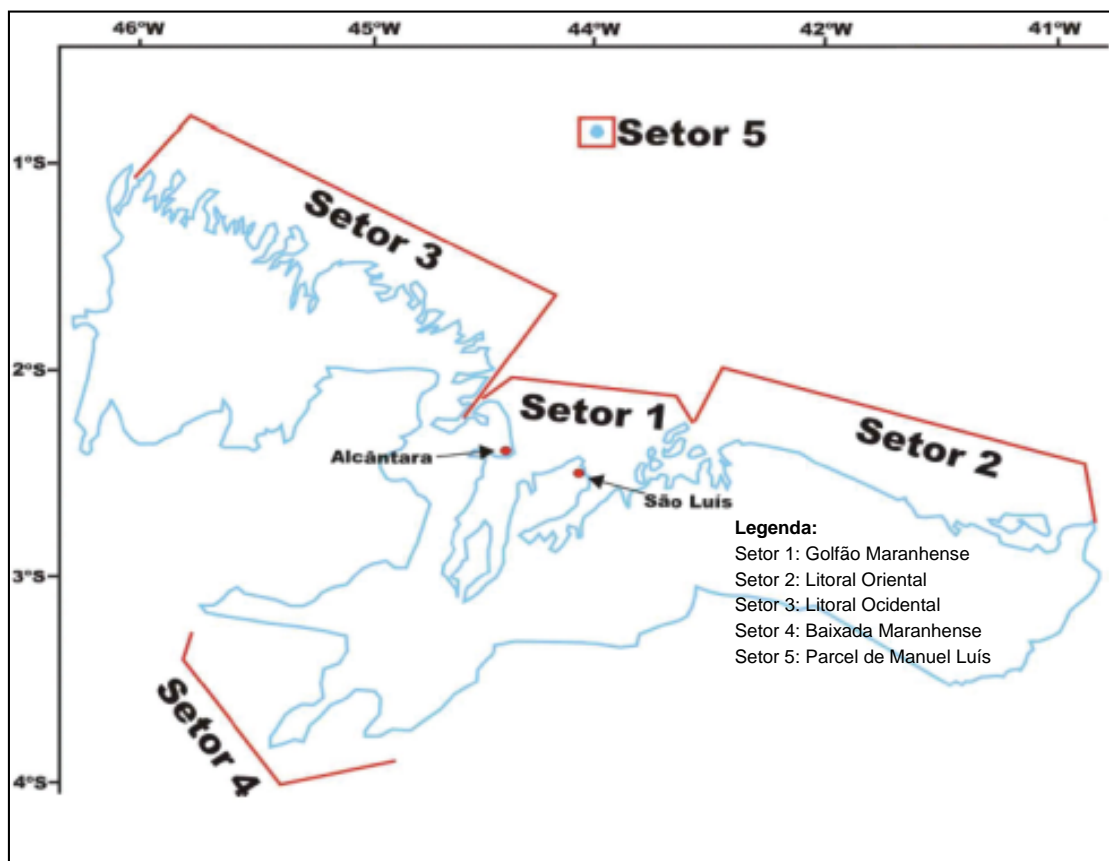 46ºW 45ºW 44ºW 42ºW 41ºW
Setor 5
1ºS
Setor 3
2ºS
Setor 1
Setor 2
Alcântara
São Luís
Legenda:
Setor 1: Golfão Maranhense
Setor 2: Litoral Oriental
3ºS
Setor 3: Litoral Ocidental
Setor 4: Baixada Maranhense
Setor 5: Parcel de Manuel Luís
Setor 4
4ºS